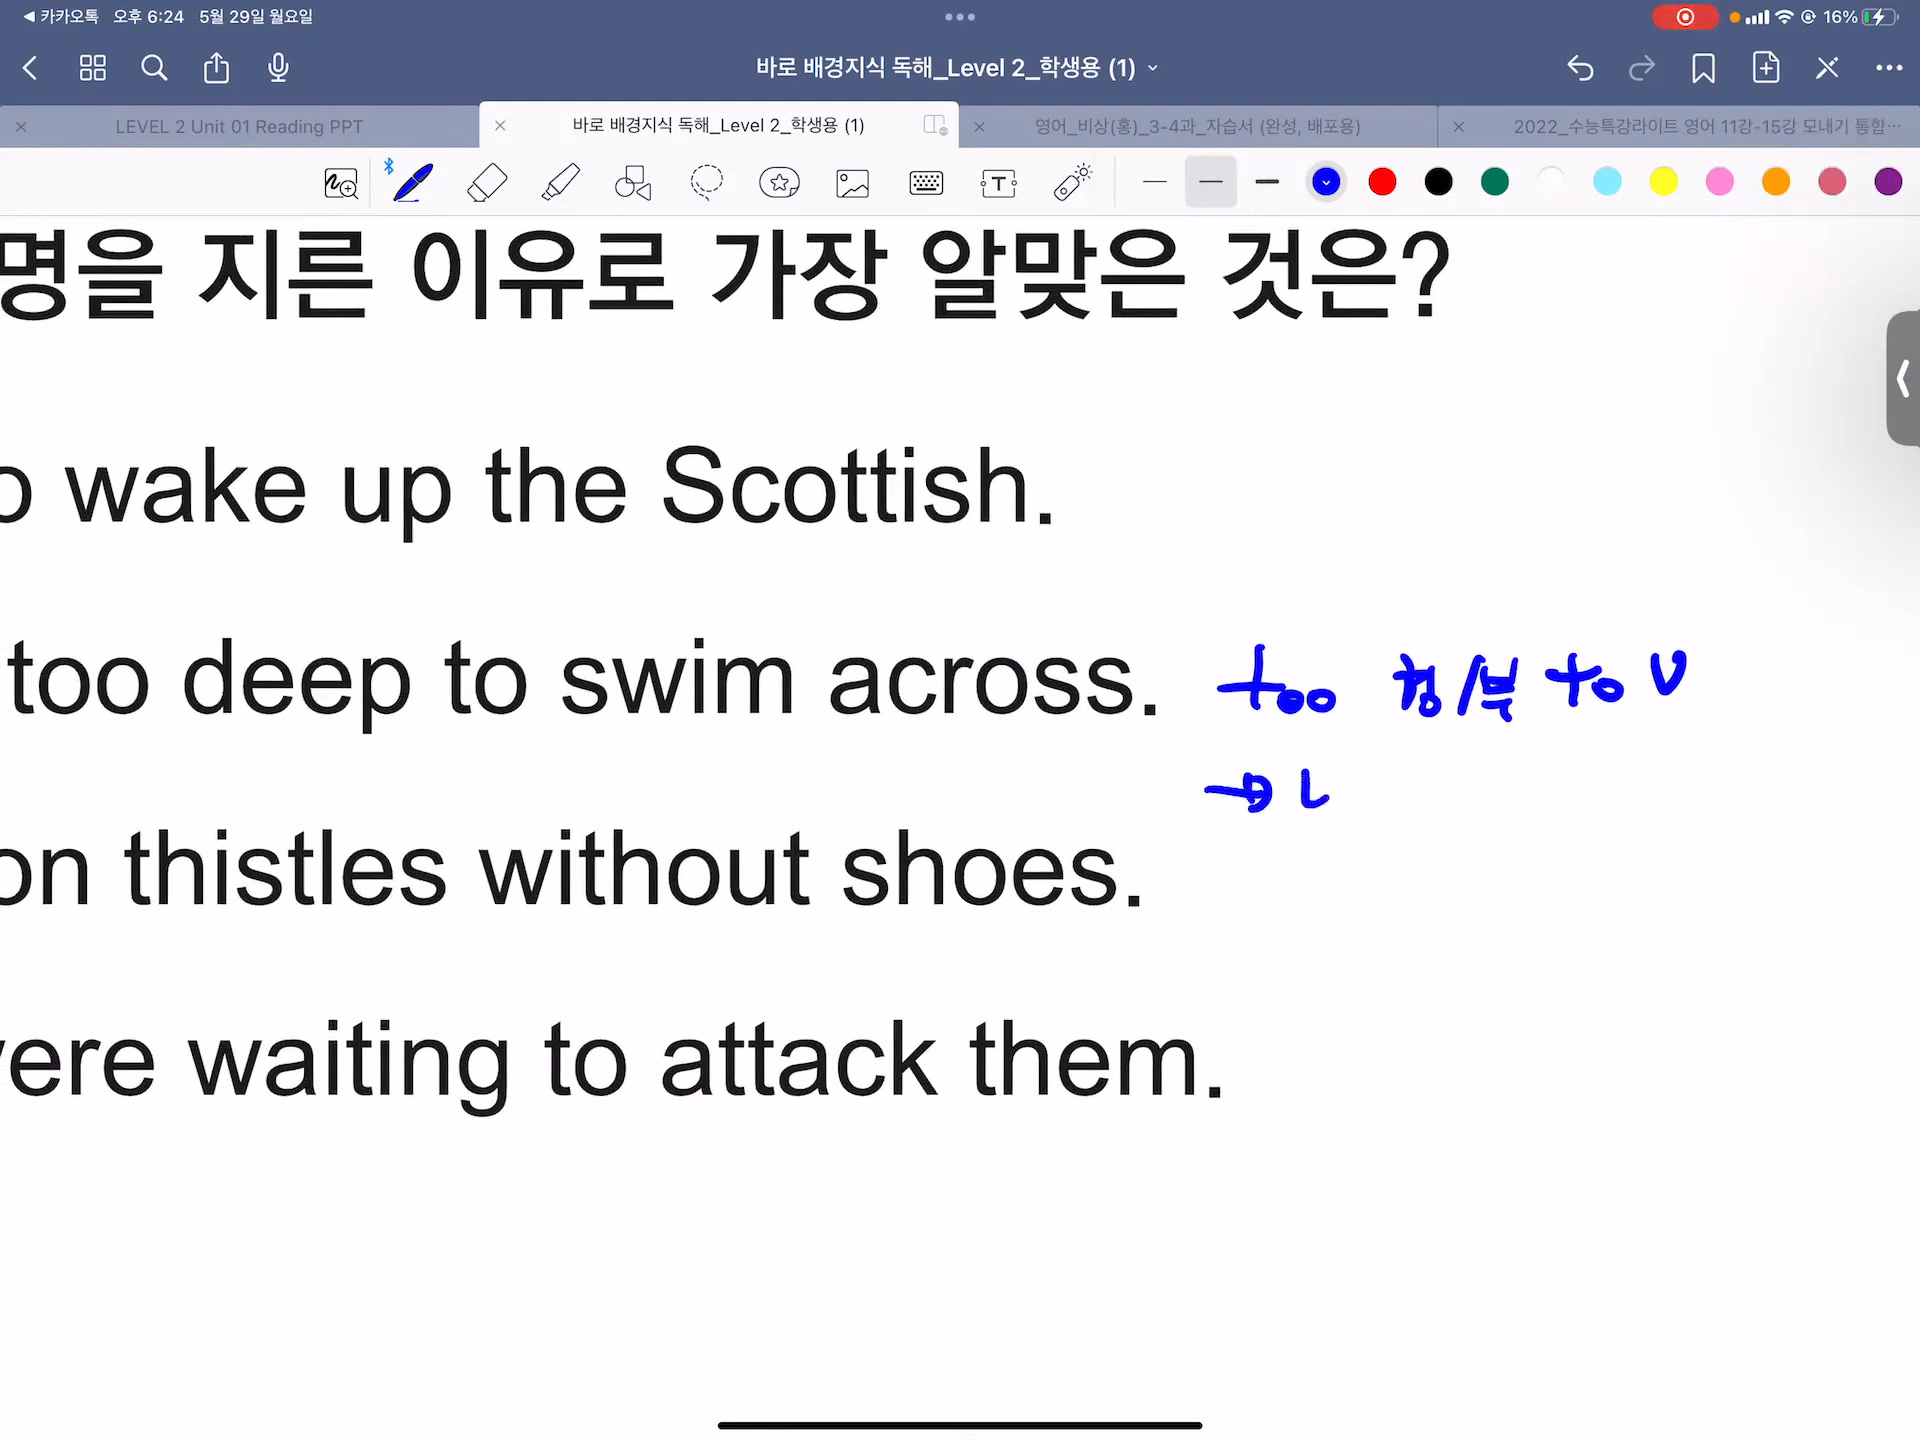 ◀ 카카오톡 오후 6:24 5월 29일 월요일 16%
바로 배경지식 독해_Level 2_학생용 (1)
LEVEL 2 Unit 01 Reading PPT
바로 배경지식 독해_Level 2_학생용 (1)
영어_비상(홍)_3-4과_자습서 (완성, 배포용)
2022_수능특강라이트 영어 11강-15강 모내기 통합…
명을 지른 이유로 가장 알맞은 것은?
o wake up the Scottish.
too deep to swim across. too 형/부 to V
→ ㄴ
on thistles without shoes.
ere waiting to attack them.